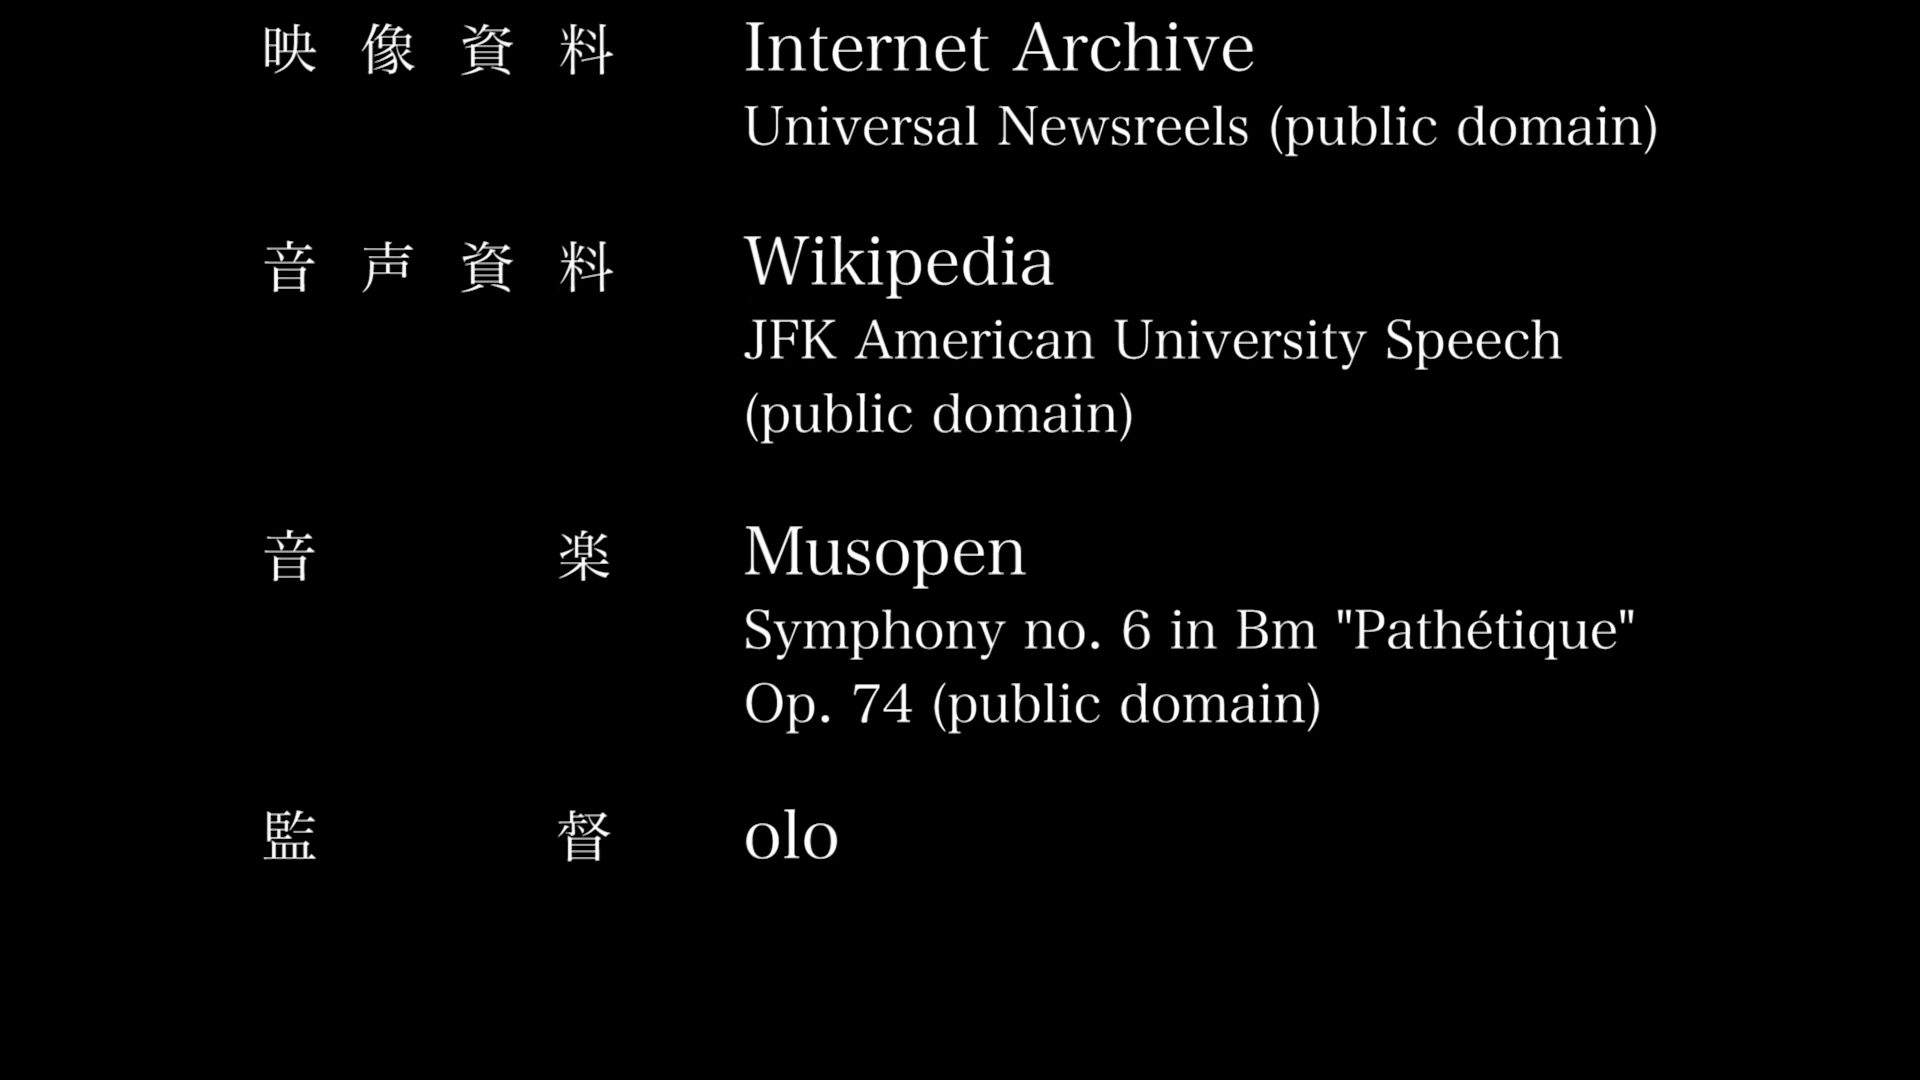 映像資料 Internet Archive
Universal Newsreels (public domain)
音声資料 Wikipedia
JFK American University Speech
(public domain)
音楽 Musopen
Symphony no. 6 in Bm "Pathétique"
Op. 74 (public domain)
監督 olo